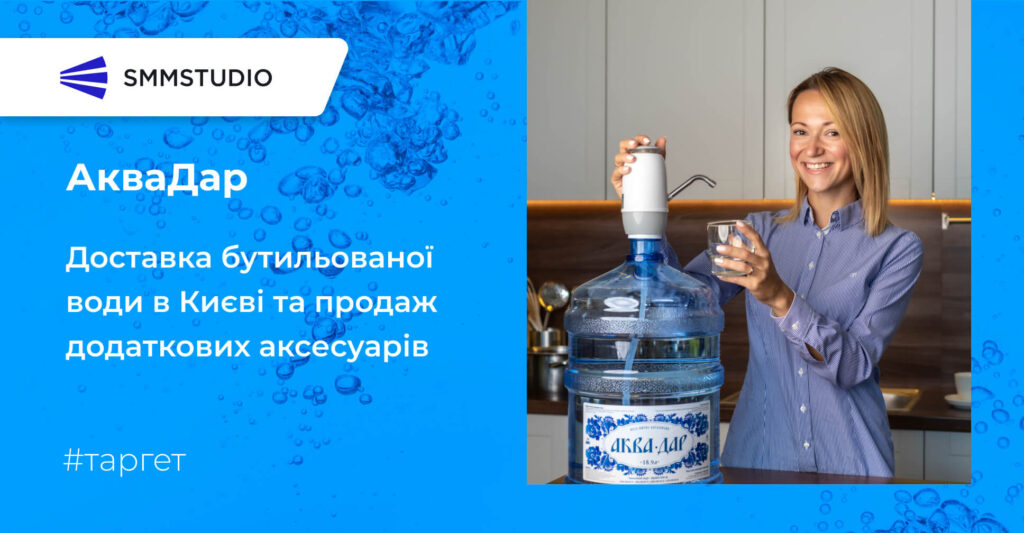 SMMSTUDIO
АкваДар
Доставка бутильованої
води в Києві та продаж
додаткових аксесуарів
#таргет
АКВА-ДАР